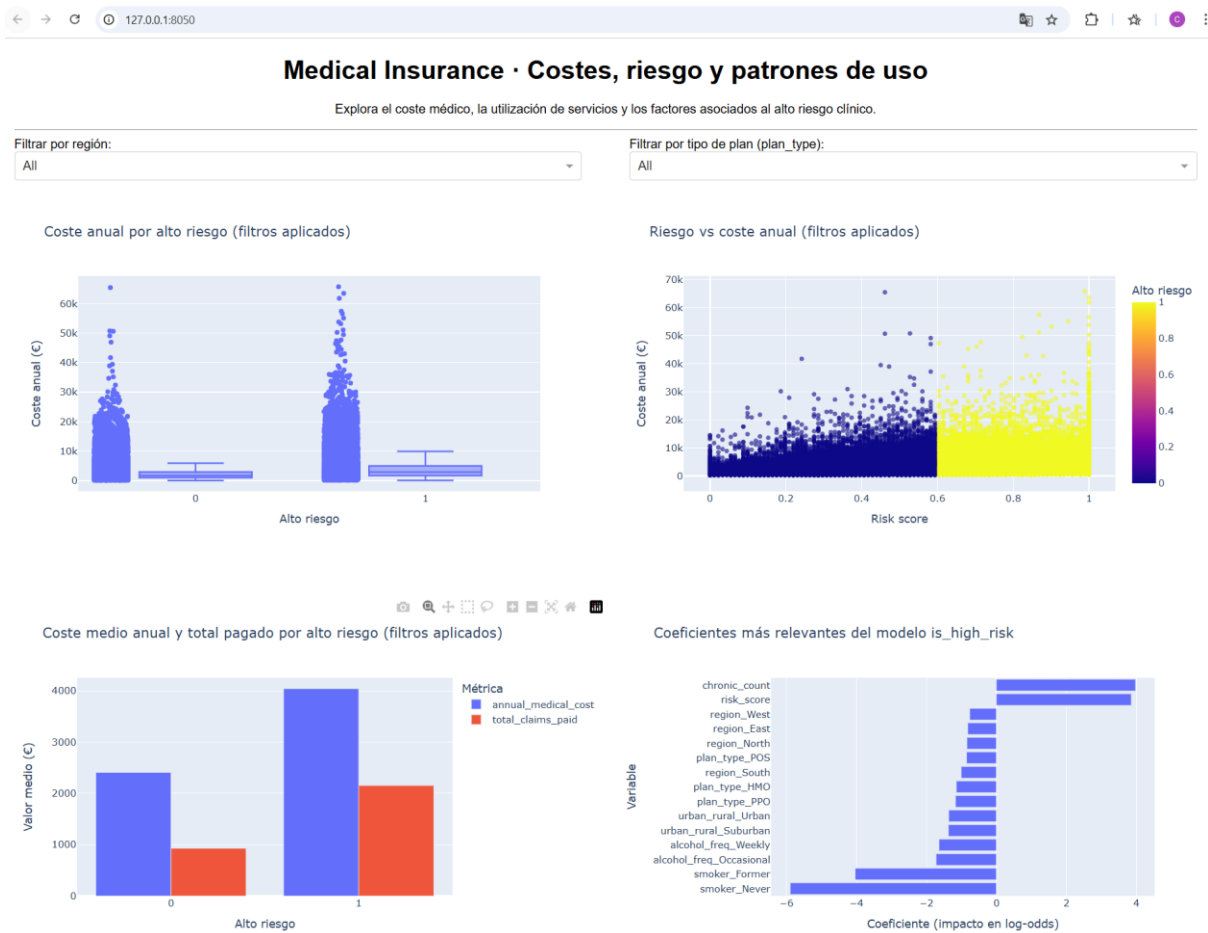 127.0.0.1:8050
C
Medical Insurance · Costes, riesgo y patrones de uso
Explora el coste médico, la utilización de servicios y los factores asociados al alto riesgo clínico.
Filtrar por región:
All
Filtrar por tipo de plan (plan_type):
All
Coste anual por alto riesgo (filtros aplicados)
60k
50k
40k
30k
20k
10k
0
Coste anual (€)
0
1
Alto riesgo
Riesgo vs coste anual (filtros aplicados)
70k
60k
50k
40k
30k
20k
10k
0
Coste anual (€)
0
0.2
0.4
0.6
0.8
1
Risk score
Alto riesgo
1
0.8
0.6
0.4
0.2
0
Coste medio anual y total pagado por alto riesgo (filtros aplicados)
4000
3000
2000
1000
0
Valor medio (€)
0
1
Alto riesgo
Métrica
annual_medical_cost
total_claims_paid
Coeficientes más relevantes del modelo is_high_risk
chronic_count
risk_score
region_West
region_East
region_North
plan_type_POS
region_South
plan_type_HMO
plan_type_PPO
urban_rural_Urban
urban_rural_Suburban
alcohol_freq_Weekly
alcohol_freq_Occasional
smoker_Former
smoker_Never
Variable
−6
−4
−2
0
2
4
Coeficiente (impacto en log-odds)